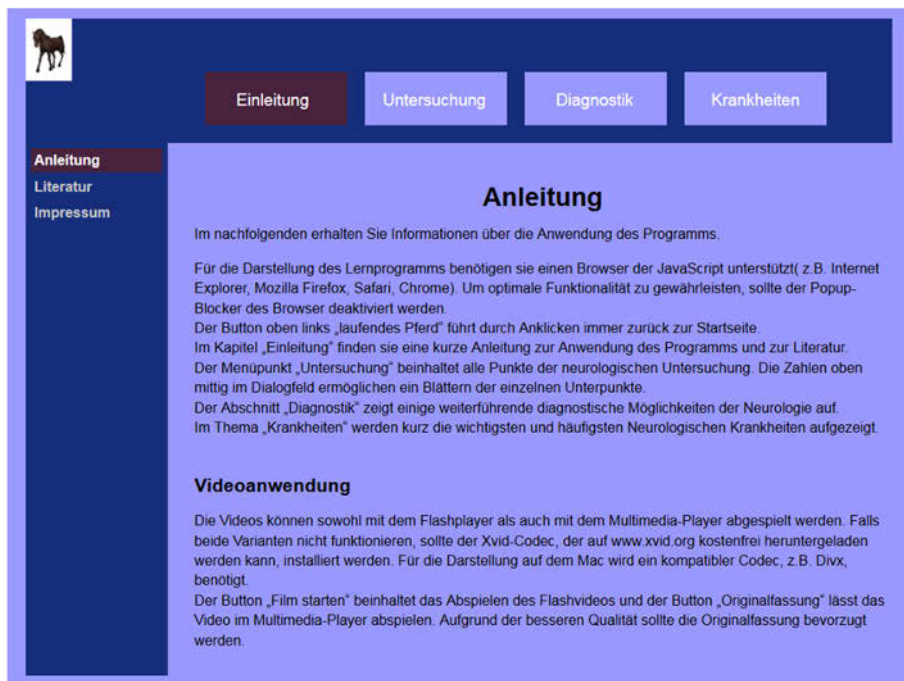 Einleitung
Untersuchung
Diagnostik
Krankheiten
Anleitung
Literatur
Impressum
Anleitung
Im nachfolgenden erhalten Sie Informationen über die Anwendung des Programms.
Für die Darstellung des Lernprogramms benötigen sie einen Browser der JavaScript unterstützt( z.B. Internet
Explorer, Mozilla Firefox, Safari, Chrome). Um optimale Funktionalität zu gewährleisten, sollte der Popup-
Blocker des Browser deaktiviert werden.
Der Button oben links „laufendes Pferd“ führt durch Anklicken immer zurück zur Startseite.
Im Kapitel „Einleitung“ finden sie eine kurze Anleitung zur Anwendung des Programms und zur Literatur.
Der Menüpunkt „Untersuchung“ beinhaltet alle Punkte der neurologischen Untersuchung. Die Zahlen oben
mittig im Dialogfeld ermöglichen ein Blättern der einzelnen Unterpunkte.
Der Abschnitt „Diagnostik“ zeigt einige weiterführende diagnostische Möglichkeiten der Neurologie auf.
Im Thema „Krankheiten“ werden kurz die wichtigsten und häufigsten Neurologischen Krankheiten aufgezeigt.
Videoanwendung
Die Videos können sowohl mit dem Flashplayer als auch mit dem Multimedia-Player abgespielt werden. Falls
beide Varianten nicht funktionieren, sollte der Xvid-Codec, der auf www.xvid.org kostenfrei heruntergeladen
werden kann, installiert werden. Für die Darstellung auf dem Mac wird ein kompatibler Codec, z.B. Divx,
benötigt.
Der Button „Film starten“ beinhaltet das Abspielen des Flashvideos und der Button „Originalfassung“ lässt das
Video im Multimedia-Player abspielen. Aufgrund der besseren Qualität sollte die Originalfassung bevorzugt
werden.